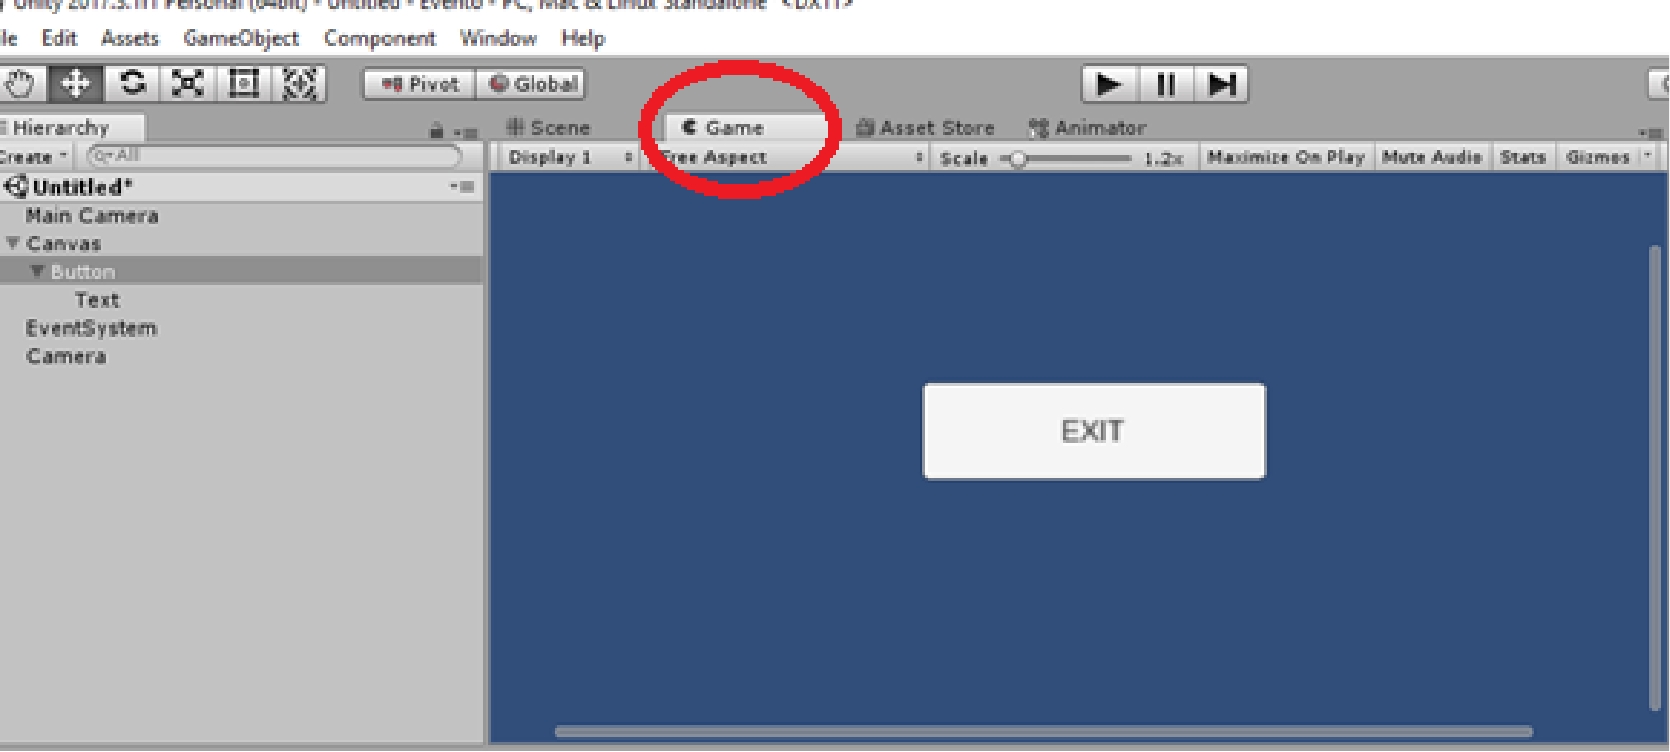 Unity 2017.3.1f1 Personal (64bit) - Untitled - Evento - PC, Mac & Linux Standalone <DX11>
Edit Assets GameObject Component Window Help
Pivot Global
Hierarchy Scene Game Asset Store Animator
All Display 1 Free Aspect Scale 1.2x Maximize On Play Mute Audio Stats Gizmos
Untitled*
Main Camera
Canvas
Button
Text
EventSystem
Camera
EXIT